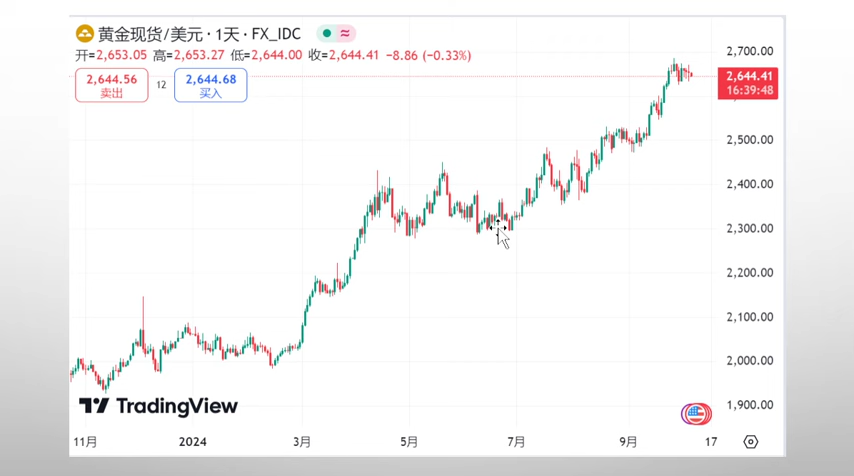 黄金现货/美元 · 1天 · FX_IDC
开=2,653.05 高=2,653.27 低=2,644.00 收=2,644.41 −8.86 (−0.33%)
2,644.56
卖出
12
2,644.68
买入
2,700.00
2,644.41
16:39:48
2,500.00
2,400.00
2,300.00
2,200.00
2,100.00
2,000.00
1,900.00
TradingView
11月 2024 3月 5月 7月 9月 17